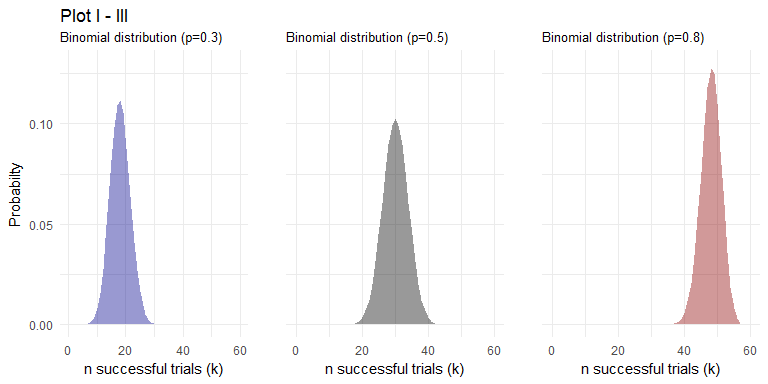 Plot I - III
Binomial distribution (p=0.3) Binomial distribution (p=0.5) Binomial distribution (p=0.8)
0.10
0.05
0.00
Probabilty
0 20 40 60 0 20 40 60 0 20 40 60
n successful trials (k) n successful trials (k) n successful trials (k)